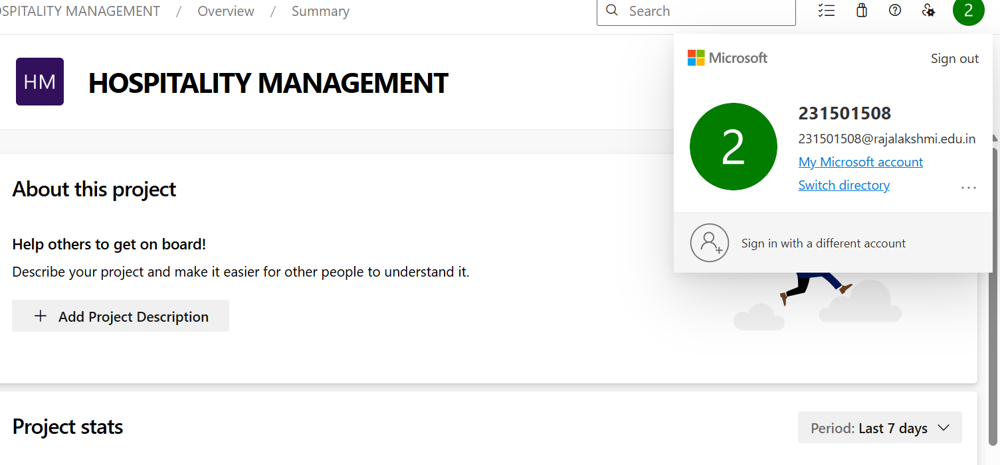 OSPITALITY MANAGEMENT / Overview / Summary
Search
2
Microsoft
Sign out
HM
HOSPITALITY MANAGEMENT
2
231501508
231501508@rajalakshmi.edu.in
My Microsoft account
Switch directory
...
Sign in with a different account
About this project
Help others to get on board!
Describe your project and make it easier for other people to understand it.
+ Add Project Description
Project stats
Period: Last 7 days